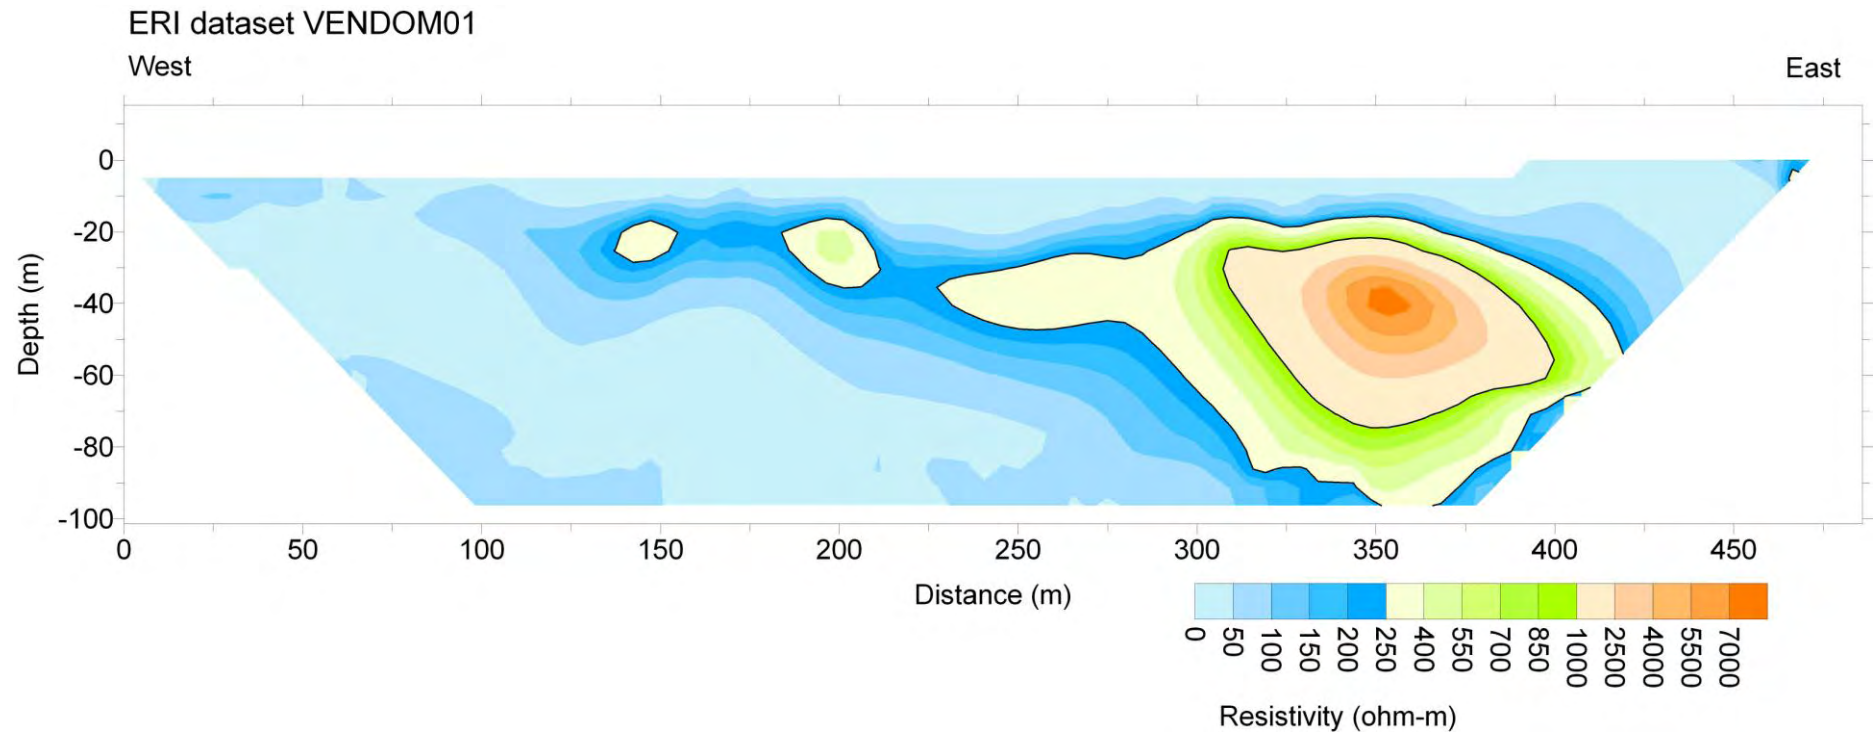 ERI dataset VENDOM01
West
East
0
-20
-40
-60
-80
-100
Depth (m)
0 50 100 150 200 250 300 350 400 450
Distance (m)
0 50 100 150 200 250 400 550 700 850 1000 2500 4000 5500 7000
Resistivity (ohm-m)